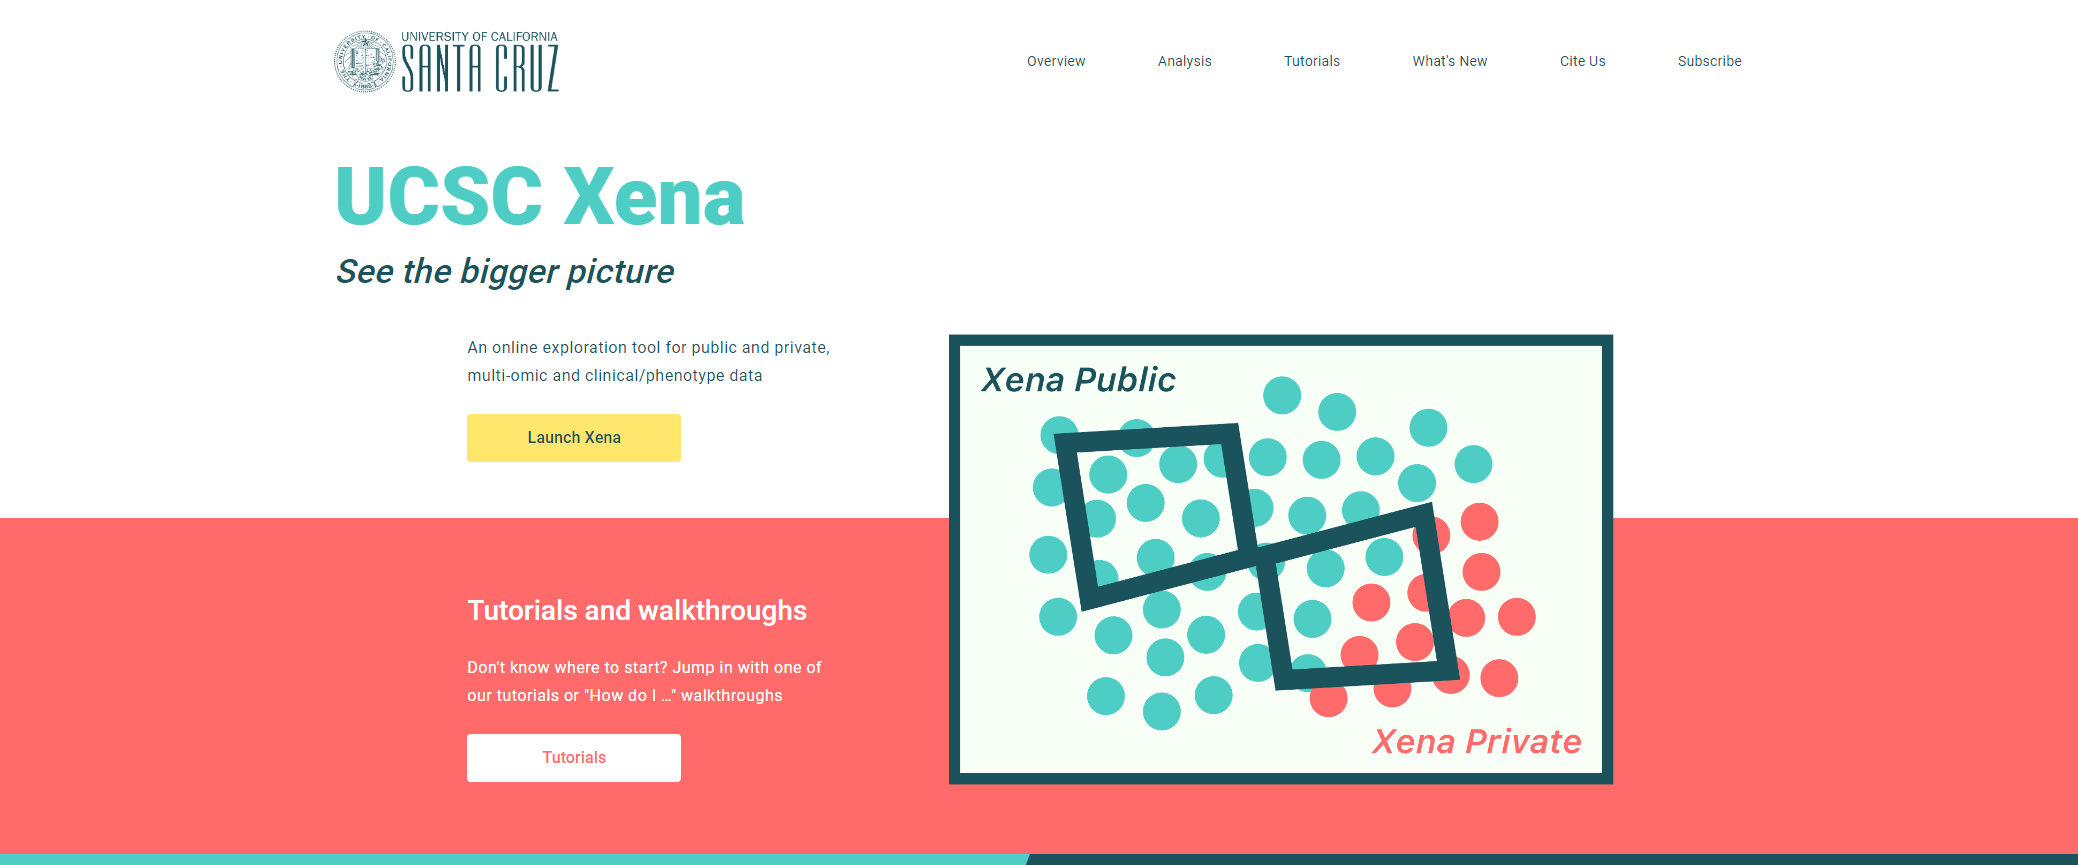 UNIVERSITY OF CALIFORNIA
SANTA CRUZ
Overview
Analysis
Tutorials
What's New
Cite Us
Subscribe
UCSC Xena
See the bigger picture
An online exploration tool for public and private,
multi-omic and clinical/phenotype data
Launch Xena
Tutorials and walkthroughs
Don't know where to start? Jump in with one of
our tutorials or "How do I ..." walkthroughs
Tutorials
Xena Public
Xena Private